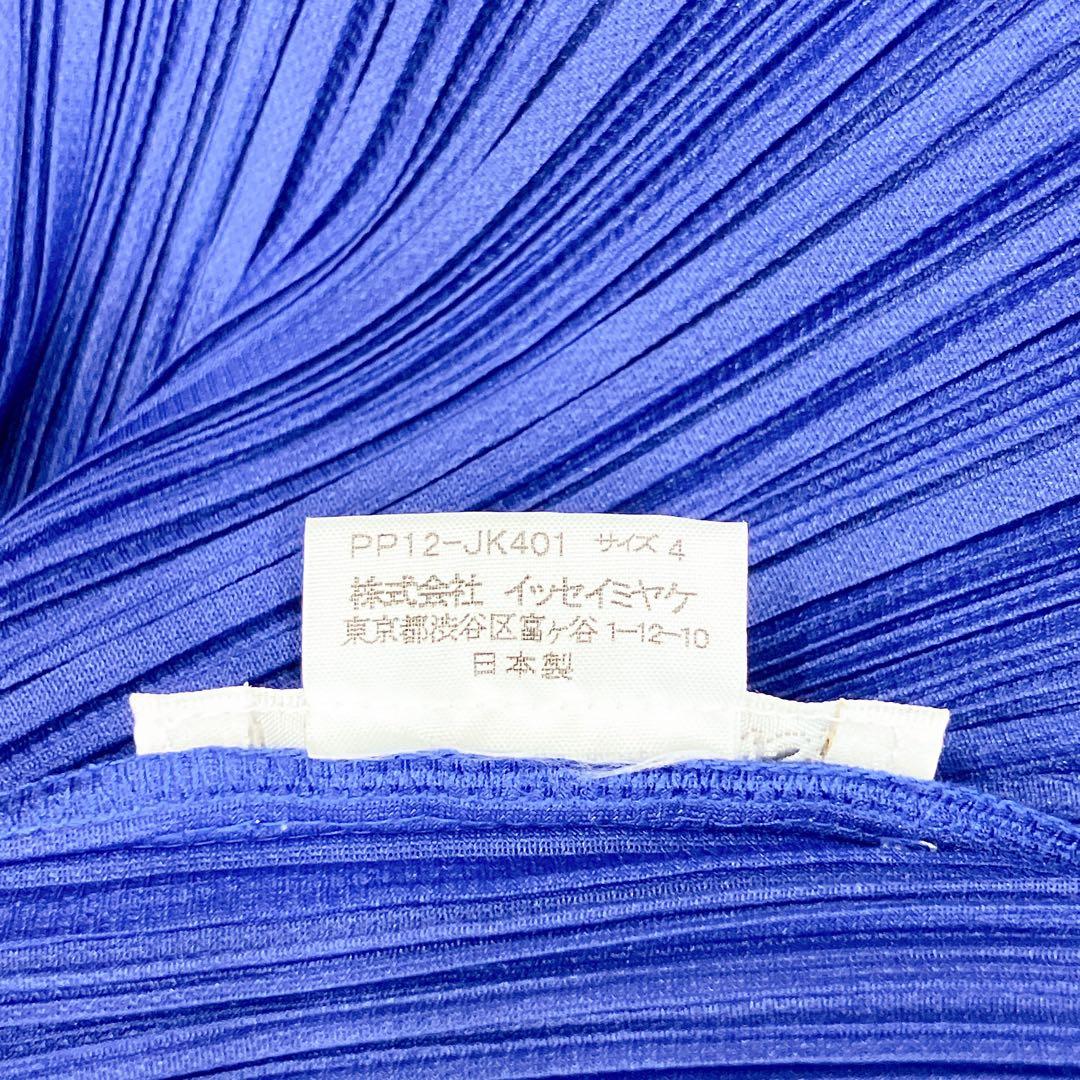 PP12-JK401 サイズ 4
株式会社 イッセイミヤケ
東京都渋谷区富ヶ谷1-12-10
日本製